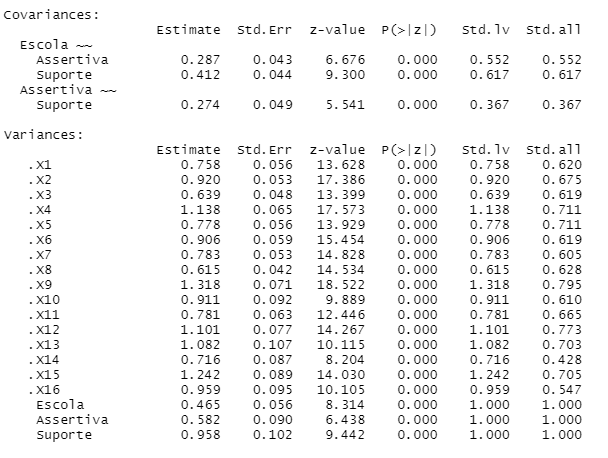 Covariances:
Estimate Std.Err z-value P(>|z|) Std.lv Std.all
Escola ~~
Assertiva 0.287 0.043 6.676 0.000 0.552 0.552
Suporte 0.412 0.044 9.300 0.000 0.617 0.617
Assertiva ~~
Suporte 0.274 0.049 5.541 0.000 0.367 0.367
Variances:
Estimate Std.Err z-value P(>|z|) Std.lv Std.all
.X1 0.758 0.056 13.628 0.000 0.758 0.620
.X2 0.920 0.053 17.386 0.000 0.920 0.675
.X3 0.639 0.048 13.399 0.000 0.639 0.619
.X4 1.138 0.065 17.573 0.000 1.138 0.711
.X5 0.778 0.056 13.929 0.000 0.778 0.711
.X6 0.906 0.059 15.454 0.000 0.906 0.619
.X7 0.783 0.053 14.828 0.000 0.783 0.605
.X8 0.615 0.042 14.534 0.000 0.615 0.628
.X9 1.318 0.071 18.522 0.000 1.318 0.795
.X10 0.911 0.092 9.889 0.000 0.911 0.610
.X11 0.781 0.063 12.446 0.000 0.781 0.665
.X12 1.101 0.077 14.267 0.000 1.101 0.773
.X13 1.082 0.107 10.115 0.000 1.082 0.703
.X14 0.716 0.087 8.204 0.000 0.716 0.428
.X15 1.242 0.089 14.030 0.000 1.242 0.705
.X16 0.959 0.095 10.105 0.000 0.959 0.547
Escola 0.465 0.056 8.314 0.000 1.000 1.000
Assertiva 0.582 0.090 6.438 0.000 1.000 1.000
Suporte 0.958 0.102 9.442 0.000 1.000 1.000